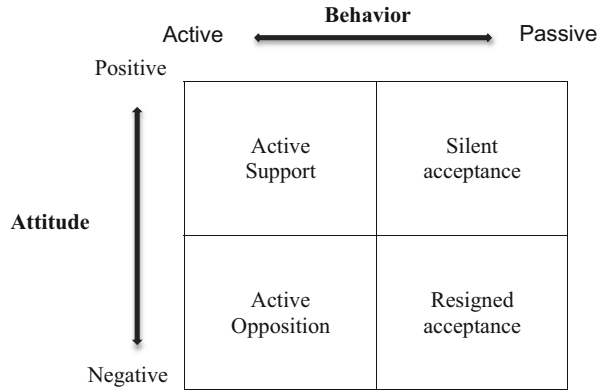 Behavior
Active
Passive
Positive
Active
Support
Silent
acceptance
Attitude
Active
Opposition
Resigned
acceptance
Negative